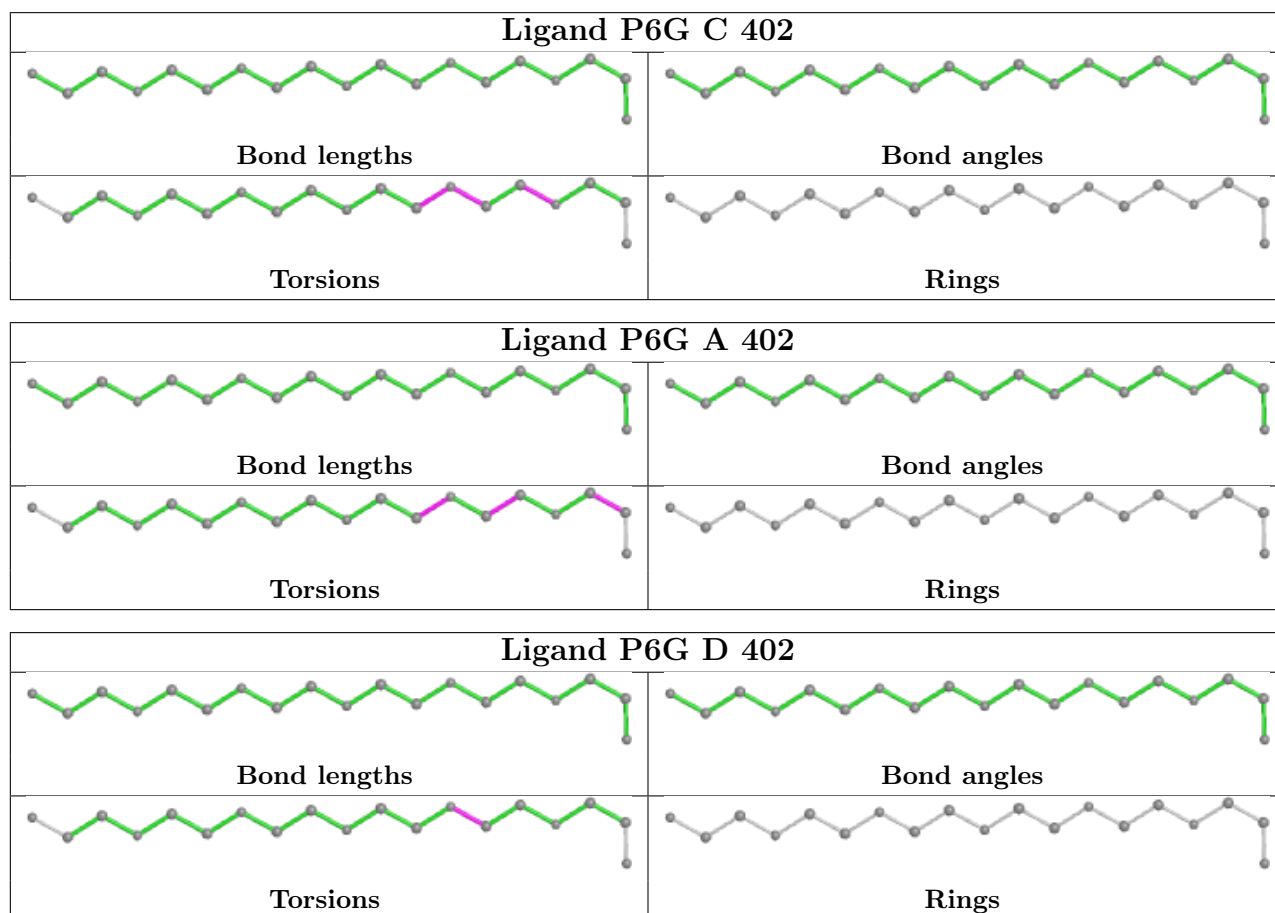 Ligand P6G C 402
Bond lengths Bond angles
Torsions Rings
Ligand P6G A 402
Bond lengths Bond angles
Torsions Rings
Ligand P6G D 402
Bond lengths Bond angles
Torsions Rings